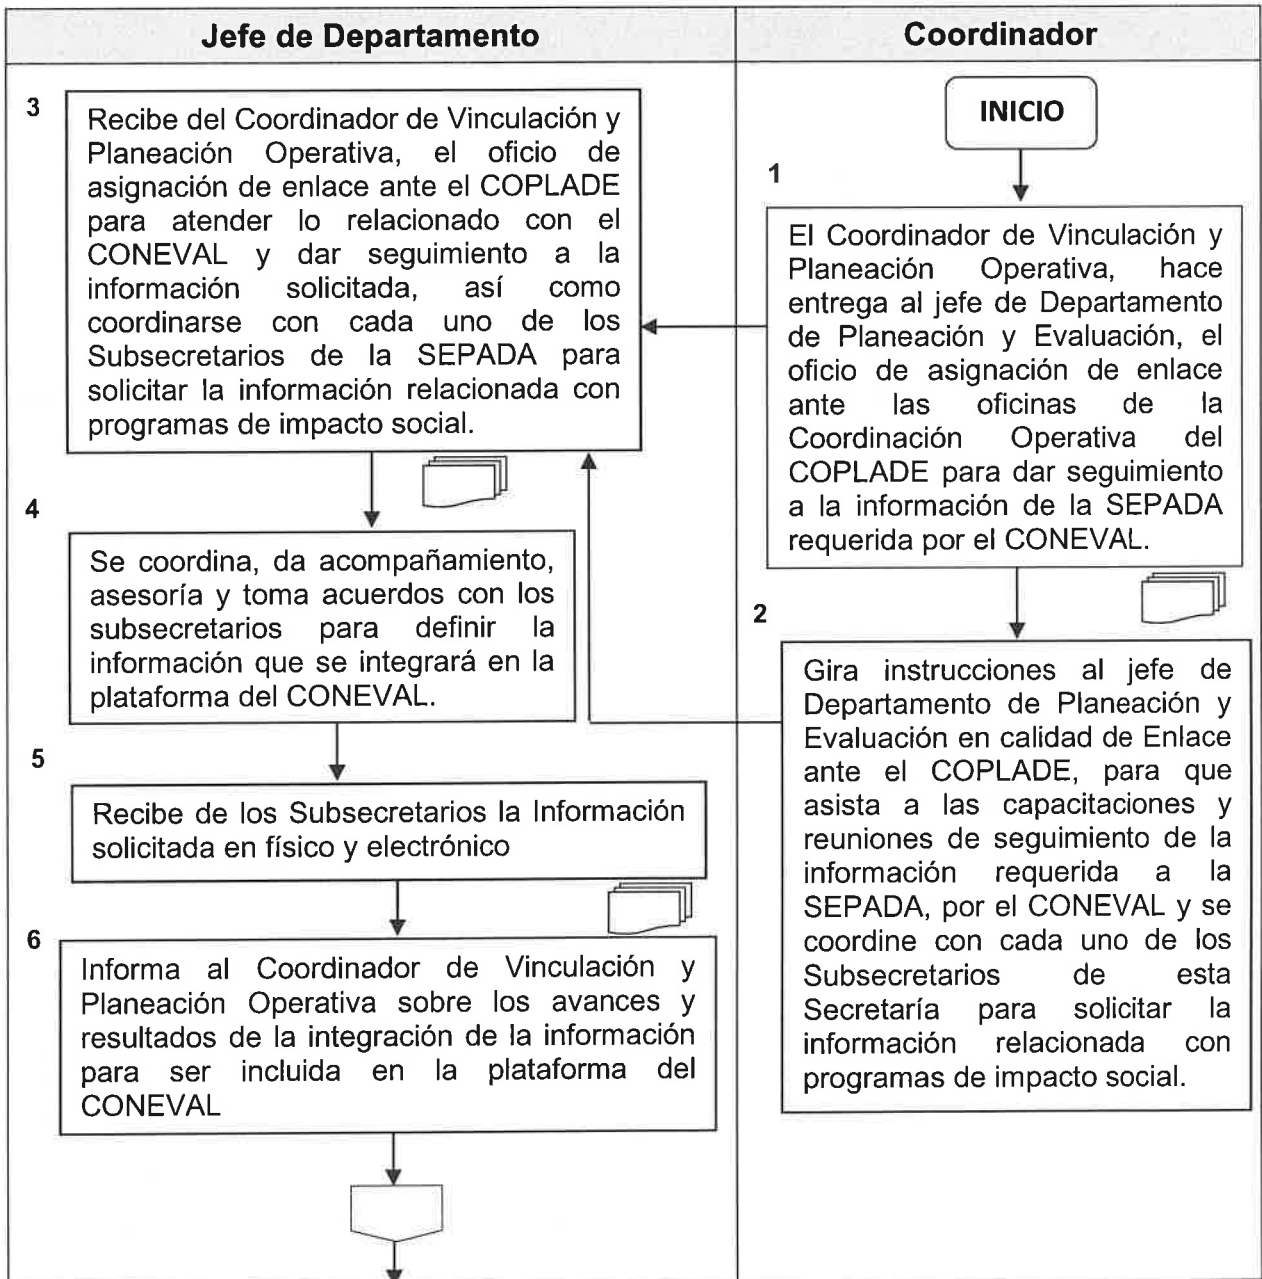 Jefe de Departamento
Coordinador
INICIO
1
El Coordinador de Vinculación y
Planeación Operativa, hace
entrega al jefe de Departamento
de Planeación y Evaluación, el
oficio de asignación de enlace
ante las oficinas de la
Coordinación Operativa del
COPLADE para dar seguimiento
a la información de la SEPADA
requerida por el CONEVAL.
2
Gira instrucciones al jefe de
Departamento de Planeación y
Evaluación en calidad de Enlace
ante el COPLADE, para que
asista a las capacitaciones y
reuniones de seguimiento de la
información requerida a la
SEPADA, por el CONEVAL y se
coordine con cada uno de los
Subsecretarios de esta
Secretaría para solicitar la
información relacionada con
programas de impacto social.
3
Recibe del Coordinador de Vinculación y
Planeación Operativa, el oficio de
asignación de enlace ante el COPLADE
para atender lo relacionado con el
CONEVAL y dar seguimiento a la
información solicitada, así como
coordinarse con cada uno de los
Subsecretarios de la SEPADA para
solicitar la información relacionada con
programas de impacto social.
4
Se coordina, da acompañamiento,
asesoría y toma acuerdos con los
subsecretarios para definir la
información que se integrará en la
plataforma del CONEVAL.
5
Recibe de los Subsecretarios la Información
solicitada en físico y electrónico
6
Informa al Coordinador de Vinculación y
Planeación Operativa sobre los avances y
resultados de la integración de la información
para ser incluida en la plataforma del
CONEVAL